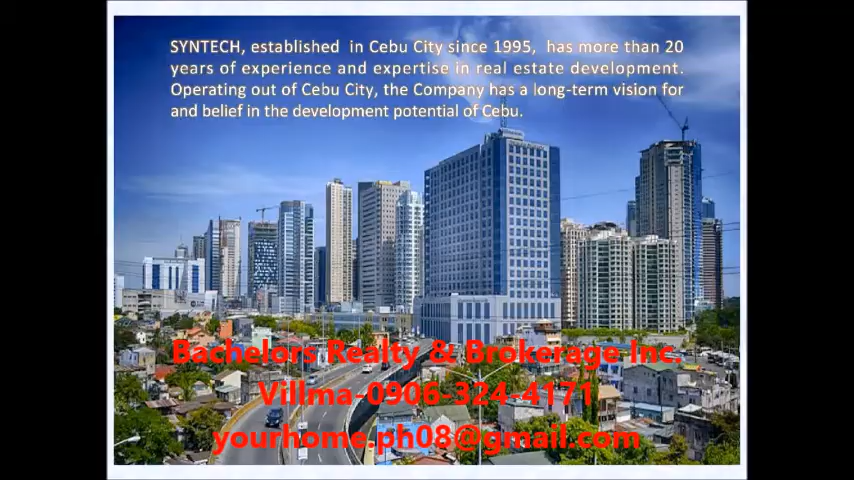 SYNTECH, established in Cebu City since 1995, has more than 20
years of experience and expertise in real estate development.
Operating out of Cebu City, the Company has a long-term vision for
and belief in the development potential of Cebu.
Bachelors Realty & Brokerage Inc.
Villma-0906-324-4171
yourhome.ph08@gmail.com